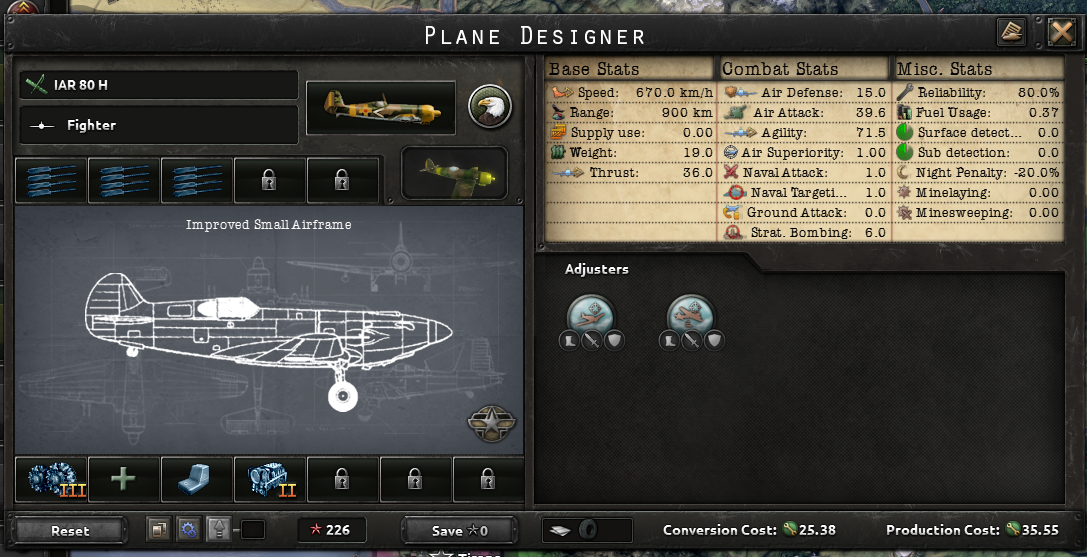 Plane Designer
IAR 80 H
Fighter
Improved Small Airframe
III
II
Base Stats
Speed: 670.0 km/h
Range: 900 km
Supply use: 0.00
Weight: 19.0
Thrust: 36.0
Combat Stats
Air Defense: 15.0
Air Attack: 39.6
Agility: 71.5
Air Superiority: 1.00
Naval Attack: 1.0
Naval Targeti... 1.0
Ground Attack: 0.0
Strat. Bombing: 6.0
Misc. Stats
Reliability: 80.0%
Fuel Usage: 0.37
Surface detect... 0.0
Sub detection: 0.0
Night Penalty: -20.0%
Minelaying: 0.00
Minesweeping: 0.00
Adjusters
Reset
226
Save 0
Conversion Cost: 25.38
Production Cost: 35.55